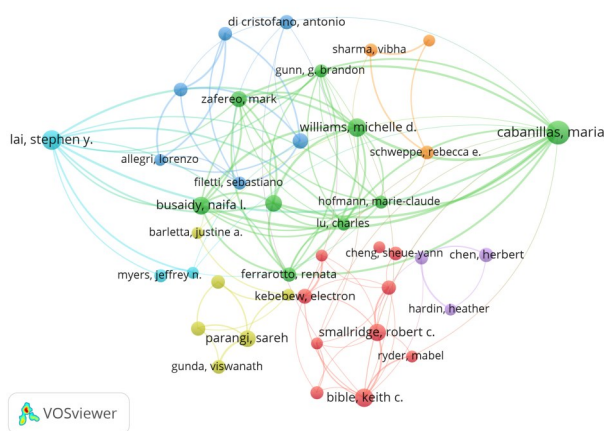 di cristofano, antonio
sharma, vibha
gunn, g. brandon
zafereo, mark
williams, michelle d.
cabanillas, maria
lai, stephen y.
schweppe, rebecca e.
allegri, lorenzo
filetti, sebastiano
hofmann, marie-claude
busaidy, naifa l.
lu, charles
barletta, justine a.
cheng, sheue-yann
chen, herbert
myers, jeffrey n.
ferrarotto, renata
kebebew, electron
hardin, heather
smallridge, robert c.
parangi, sareh
ryder, mabel
gunda, viswanath
bible, keith c.
VOSviewer